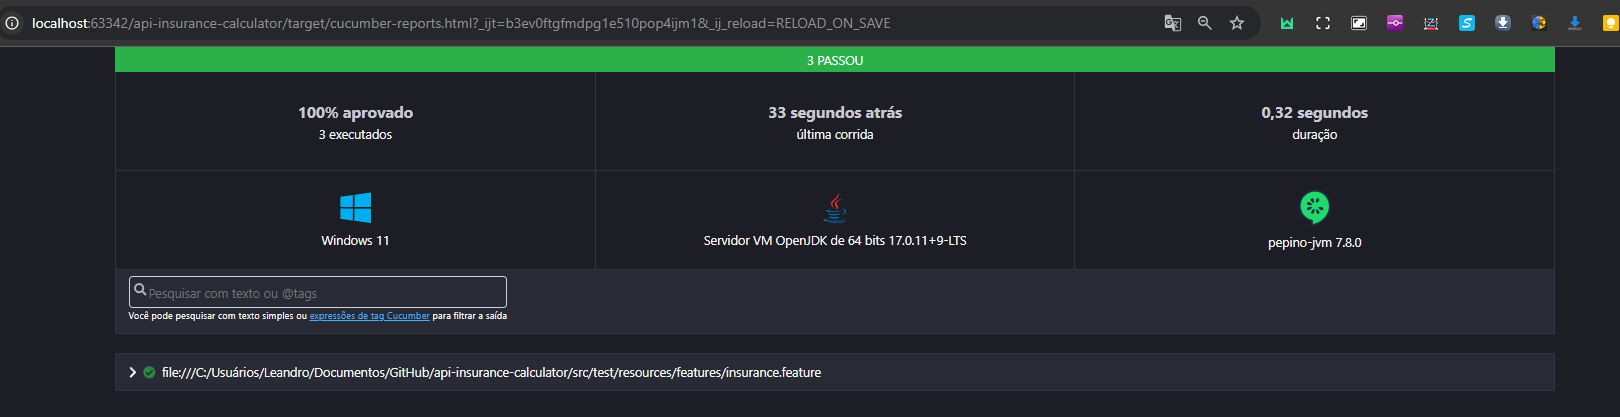 localhost:63342/api-insurance-calculator/target/cucumber-reports.html?_ijt=b3ev0ftgfmdpg1e510pop4ijm1&_ij_reload=RELOAD_ON_SAVE
3 PASSOU
100% aprovado
3 executados
33 segundos atrás
última corrida
0,32 segundos
duração
Windows 11
Servidor VM OpenJDK de 64 bits 17.0.11+9-LTS
pepino-jvm 7.8.0
Pesquisar com texto ou @tags
Você pode pesquisar com texto simples ou expressões de tag Cucumber para filtrar a saída
file:///C:/Usuários/Leandro/Documentos/GitHub/api-insurance-calculator/src/test/resources/features/insurance.feature